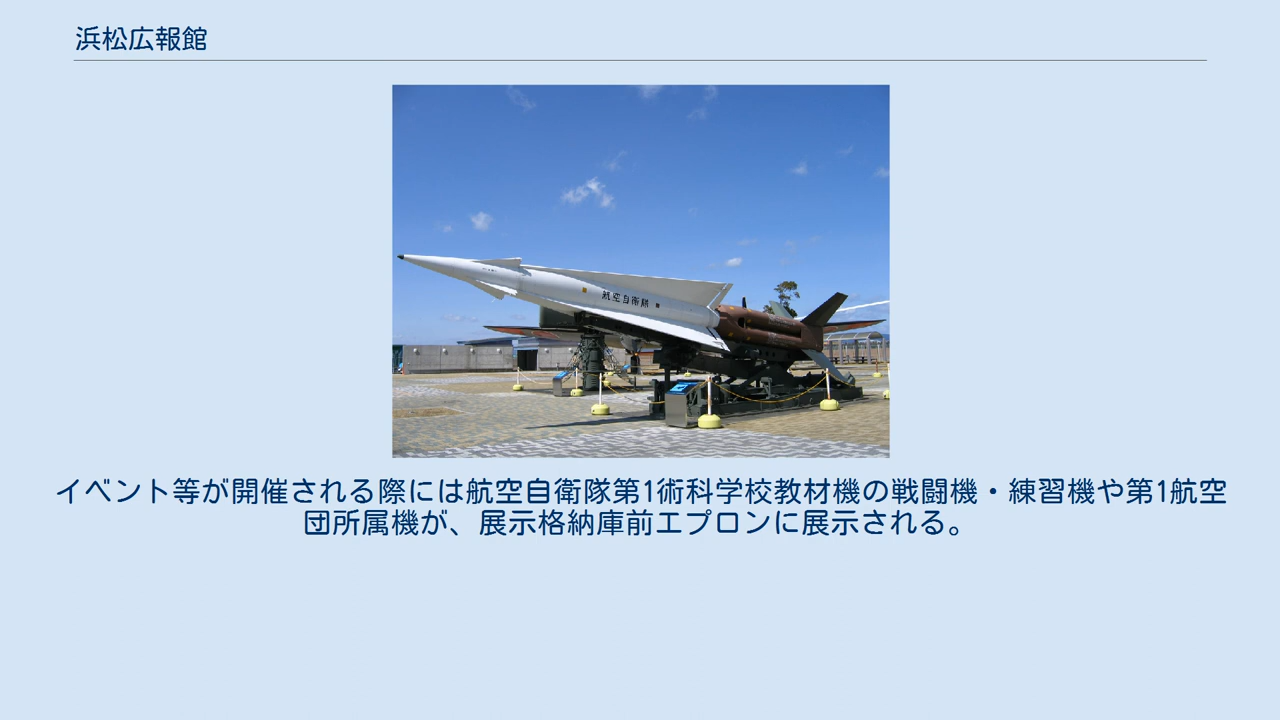 浜松広報館
航空自衛隊
イベント等が開催される際には航空自衛隊第1術科学校教材機の戦闘機・練習機や第1航空
団所属機が、展示格納庫前エプロンに展示される。